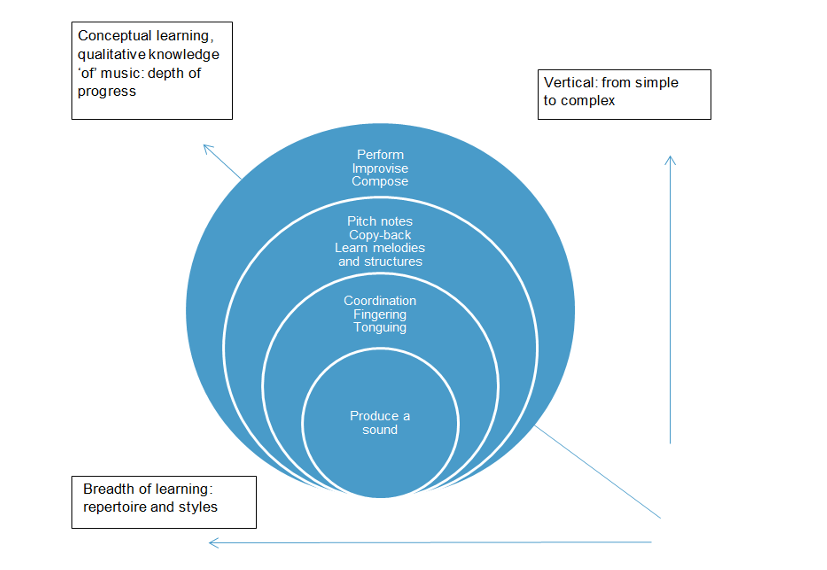 Conceptual learning,
qualitative knowledge
‘of’ music: depth of
progress
Vertical: from simple
to complex
Perform
Improvise
Compose
Pitch notes
Copy-back
Learn melodies
and structures
Coordination
Fingering
Tonguing
Produce a
sound
Breadth of learning:
repertoire and styles